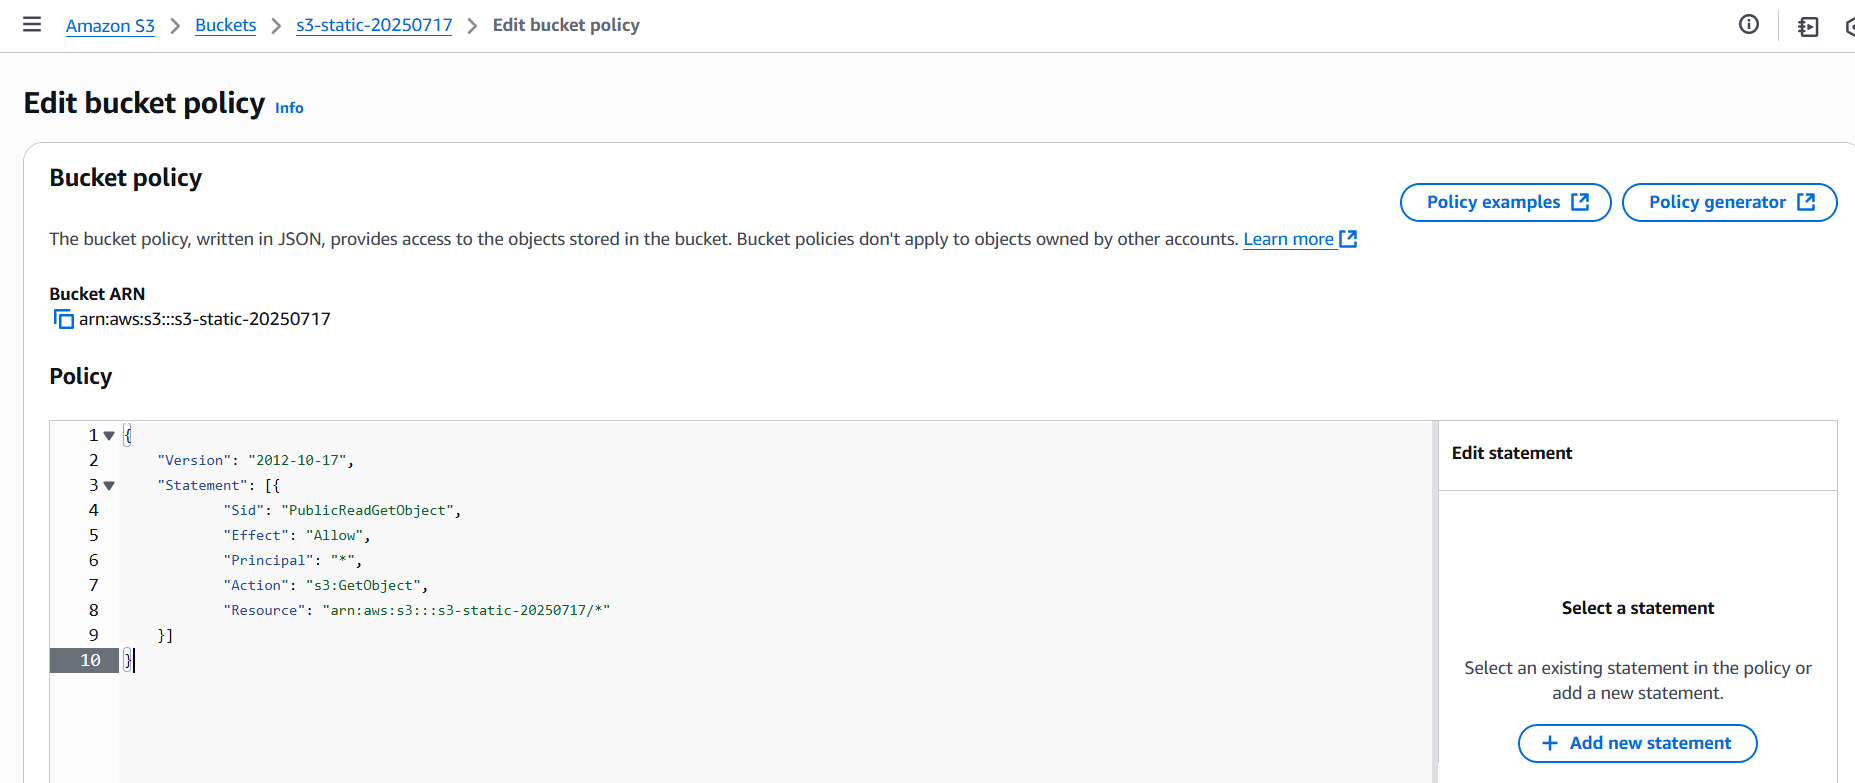 Amazon S3 > Buckets > s3-static-20250717 > Edit bucket policy
Edit bucket policy Info
Bucket policy
Policy examples
Policy generator
The bucket policy, written in JSON, provides access to the objects stored in the bucket. Bucket policies don't apply to objects owned by other accounts. Learn more
Bucket ARN
arn:aws:s3:::s3-static-20250717
Policy
1 {
2     "Version": "2012-10-17",
3     "Statement": [{
4             "Sid": "PublicReadGetObject",
5             "Effect": "Allow",
6             "Principal": "*",
7             "Action": "s3:GetObject",
8             "Resource": "arn:aws:s3:::s3-static-20250717/*"
9     }]
10 }
Edit statement
Select a statement
Select an existing statement in the policy or
add a new statement.
+ Add new statement